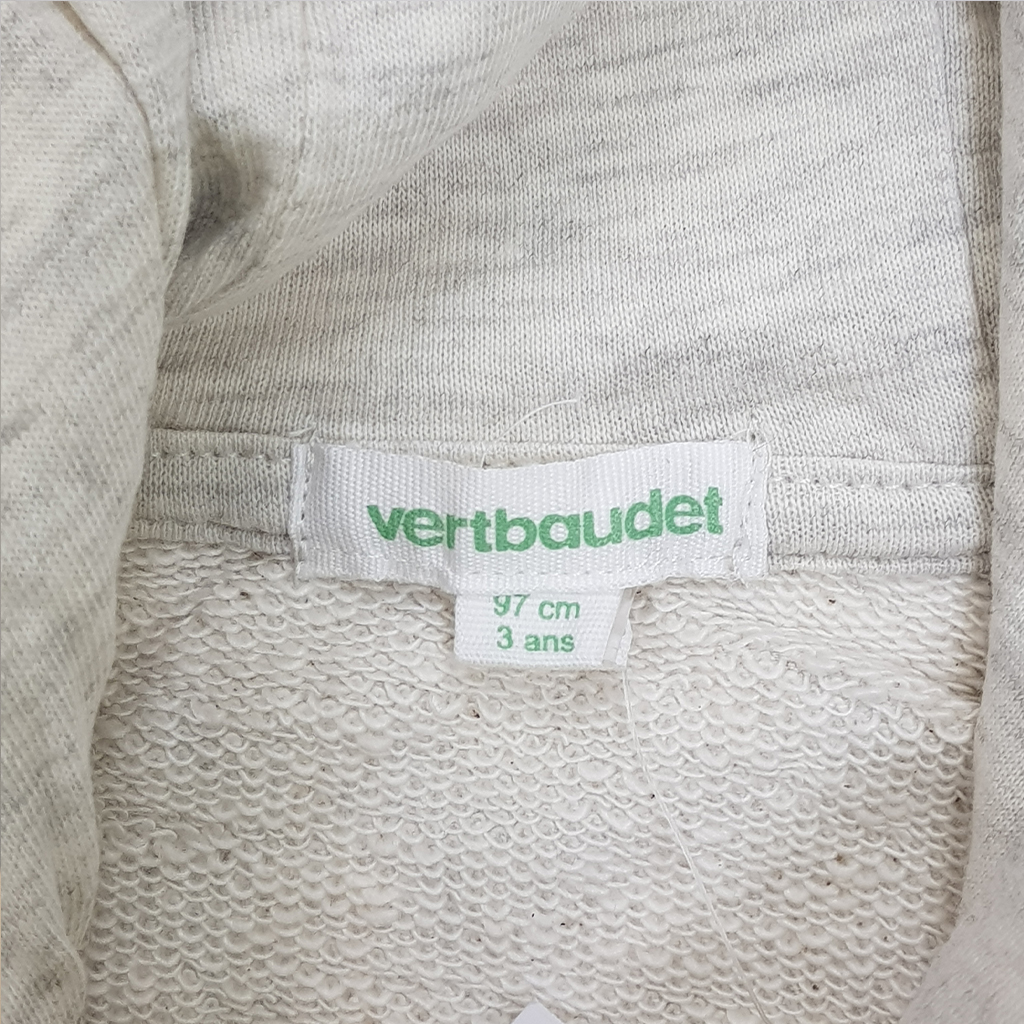 vertbaudet
97 cm
3 ans